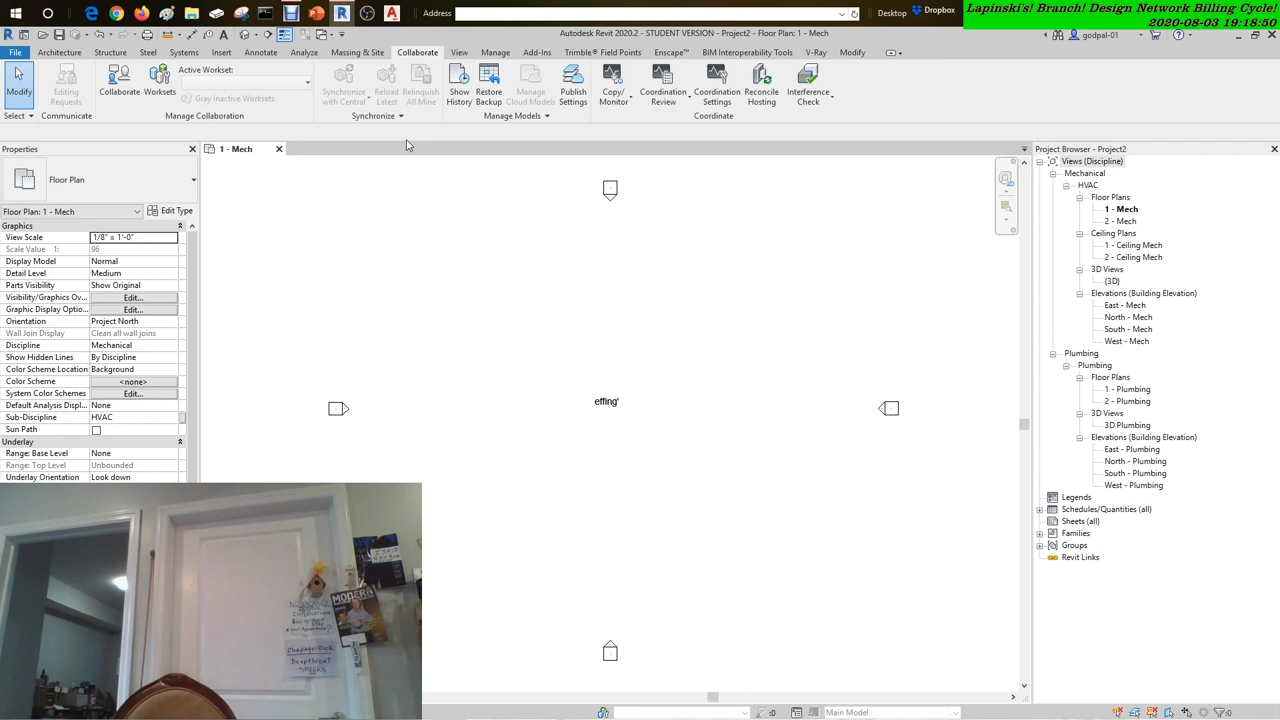 Address
Desktop
Dropbox
Lapinski's! Branch! Design Network Billing Cycle!
2020-08-03 19:18:50
Autodesk Revit 2020.2 - STUDENT VERSION - Project2 - Floor Plan: 1 - Mech
godpal-01
File Architecture Structure Steel Systems Insert Annotate Analyze Massing & Site Collaborate View Manage Add-Ins Trimble® Field Points Enscape™ BIM Interoperability Tools V-Ray Modify
Modify
Editing Requests
Collaborate
Worksets
Active Workset:
Gray Inactive Worksets
Synchronize with Central
Reload Latest
Relinquish All Mine
Show History
Restore Backup
Manage Cloud Models
Publish Settings
Copy/ Monitor
Coordination Review
Coordination Settings
Reconcile Hosting
Interference Check
Select
Communicate
Manage Collaboration
Synchronize
Manage Models
Coordinate
Properties
1 - Mech
Project Browser - Project2
Floor Plan
Floor Plan: 1 - Mech
Edit Type
Graphics
View Scale 1/8" = 1'-0"
Scale Value 1: 96
Display Model Normal
Detail Level Medium
Parts Visibility Show Original
Visibility/Graphics Ov... Edit...
Graphic Display Optio... Edit...
Orientation Project North
Wall Join Display Clean all wall joins
Discipline Mechanical
Show Hidden Lines By Discipline
Color Scheme Location Background
Color Scheme <none>
System Color Schemes Edit...
Default Analysis Displ... None
Sub-Discipline HVAC
Sun Path
Underlay
Range: Base Level None
Range: Top Level Unbounded
Underlay Orientation Look down
effing'
2D
Views (Discipline)
Mechanical
HVAC
Floor Plans
1 - Mech
2 - Mech
Ceiling Plans
1 - Ceiling Mech
2 - Ceiling Mech
3D Views
{3D}
Elevations (Building Elevation)
East - Mech
North - Mech
South - Mech
West - Mech
Plumbing
Plumbing
Floor Plans
1 - Plumbing
2 - Plumbing
3D Views
3D Plumbing
Elevations (Building Elevation)
East - Plumbing
North - Plumbing
South - Plumbing
West - Plumbing
Legends
Schedules/Quantities (all)
Sheets (all)
Families
Groups
Revit Links
MODERN
Deepthroat
SPEEKS
:0
Main Model
:0